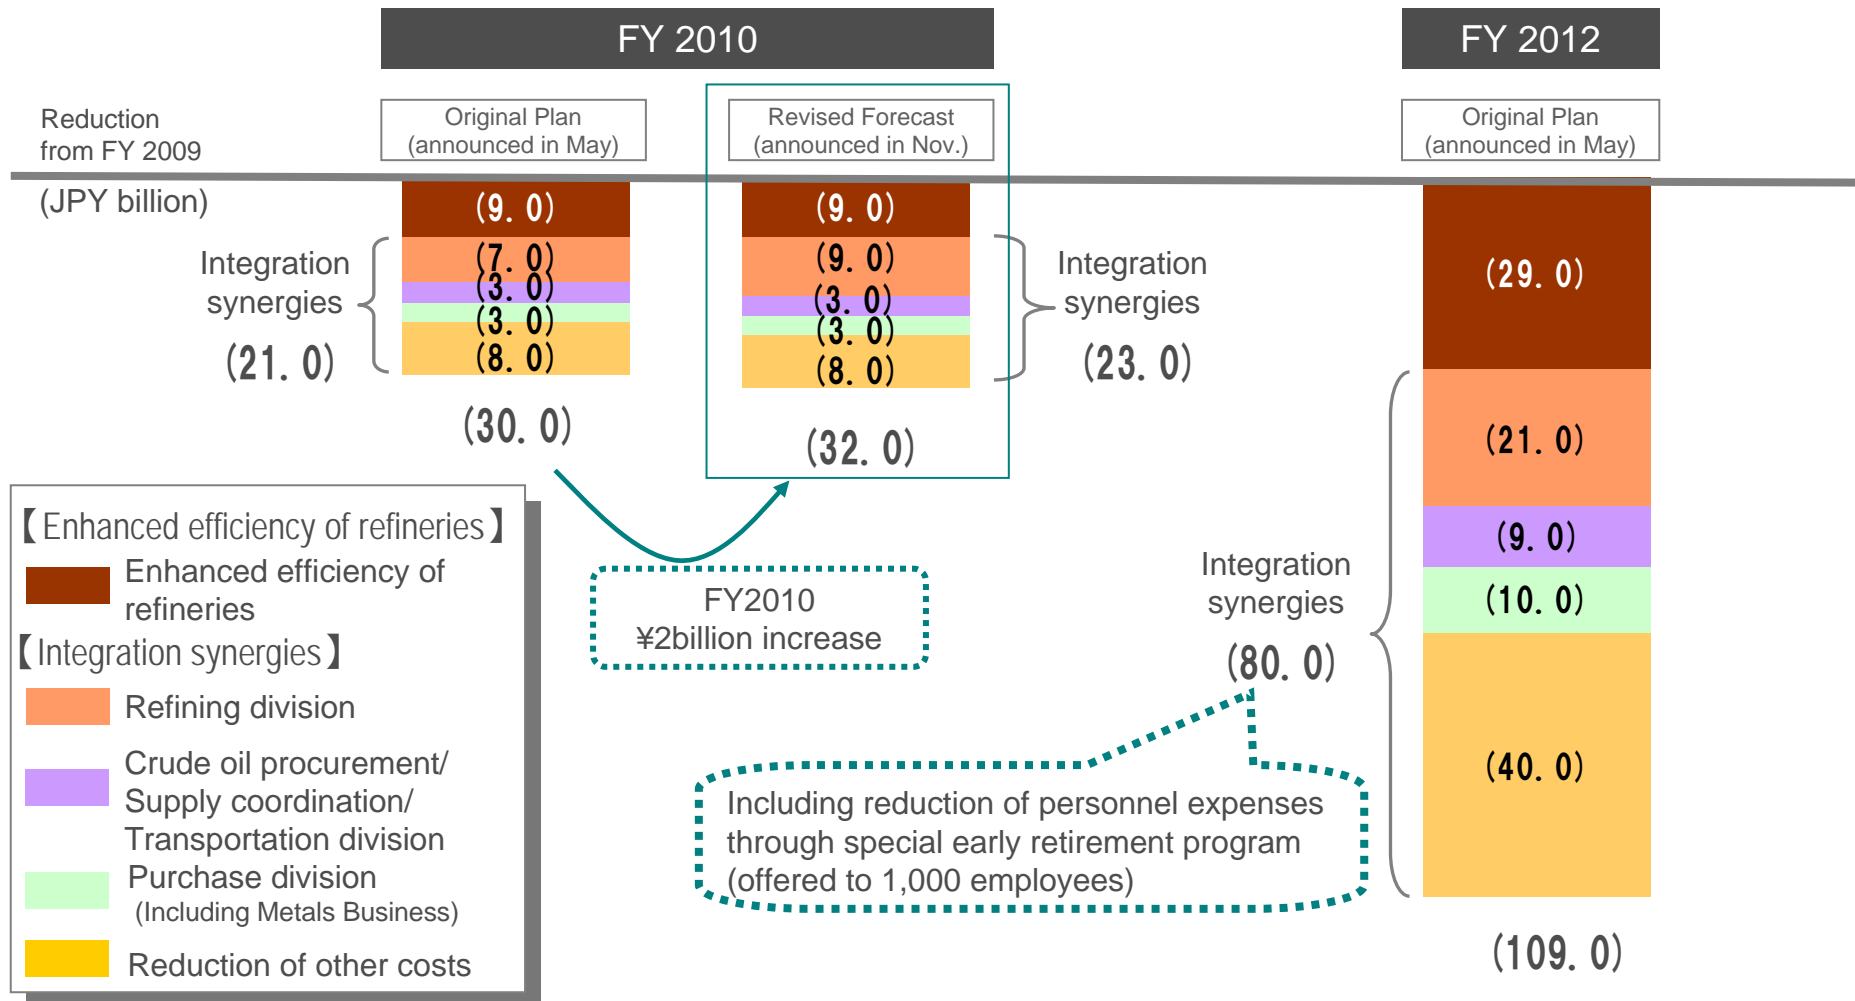 FY 2010
FY 2012
Reduction
from FY 2009
(JPY billion)
Original Plan
(announced in May)
Revised Forecast
(announced in Nov.)
Original Plan
(announced in May)
(9. 0)
(7. 0)
(3. 0)
(3. 0)
(8. 0)
Integration
synergies
(21. 0)
(30. 0)
(9. 0)
(9. 0)
(3. 0)
(3. 0)
(8. 0)
Integration
synergies
(23. 0)
(32. 0)
(29. 0)
(21. 0)
(9. 0)
(10. 0)
(40. 0)
Integration
synergies
(80. 0)
(109. 0)
FY2010
¥2billion increase
Including reduction of personnel expenses
through special early retirement program
(offered to 1,000 employees)
【Enhanced efficiency of refineries】
Enhanced efficiency of
refineries
【Integration synergies】
Refining division
Crude oil procurement/
Supply coordination/
Transportation division
Purchase division
(Including Metals Business)
Reduction of other costs